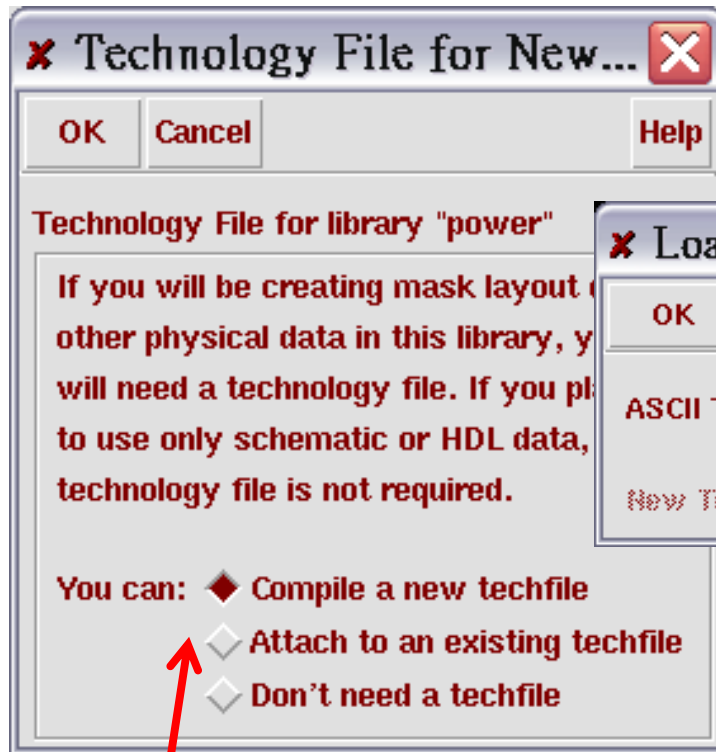 Technology File for New...
OK Cancel Help
Technology File for library "power"
If you will be creating mask layout
other physical data in this library,
will need a technology file. If you
to use only schematic or HDL data,
technology file is not required.
You can: Compile a new techfile
Attach to an existing techfile
Don't need a techfile
OK
ASCII
New